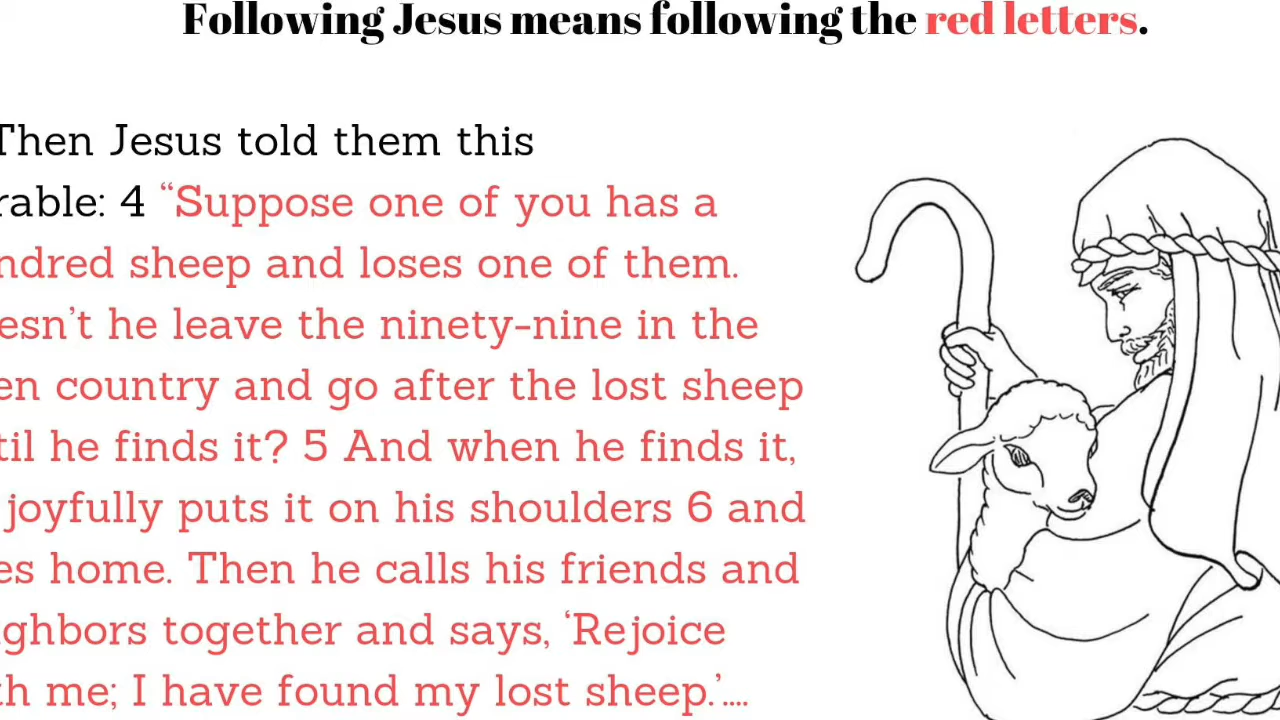 Following Jesus means following the red letters.
Then Jesus told them this
rable: 4 “Suppose one of you has a
ndred sheep and loses one of them.
esn’t he leave the ninety-nine in the
en country and go after the lost sheep
til he finds it? 5 And when he finds it,
joyfully puts it on his shoulders 6 and
es home. Then he calls his friends and
ighbors together and says, ‘Rejoice
th me; I have found my lost sheep.’....